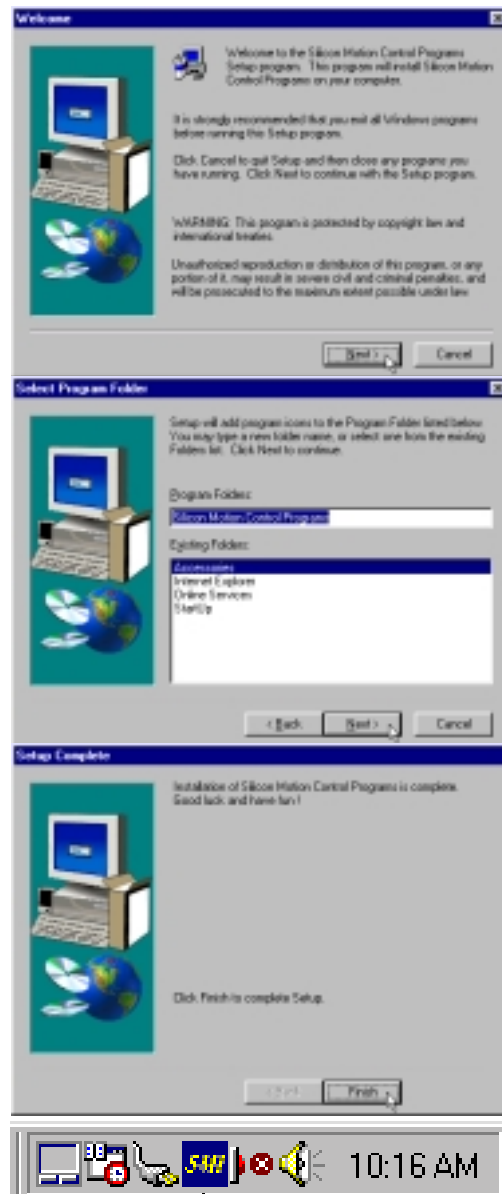 Welcome
Welcome to the Silicon Motion Control Programs
Setup program. This program will install Silicon Motion
Control Programs on your computer.
It is strongly recommended that you exit all Windows programs
before running this Setup program.
Click Cancel to quit Setup and then close any programs you
have running. Click Next to continue with the Setup program.
WARNING: This program is protected by copyright law and
international treaties.
Unauthorized reproduction or distribution of this program, or any
portion of it, may result in severe civil and criminal penalties, and
will be prosecuted to the maximum extent possible under law
Next >
Cancel
Select Program Folder
Setup will add program icons to the Program Folder listed below.
You may type a new folder name, or select one from the existing
Folders list. Click Next to continue.
Program Folders:
Silicon Motion Control Programs
Existing Folders:
Accessories
Internet Explorer
Online Services
StartUp
< Back
Next >
Cancel
Setup Complete
Installation of Silicon Motion Control Programs is complete.
Good luck and have fun !
Click Finish to complete Setup.
< Back
Finish
SMI
10:16 AM